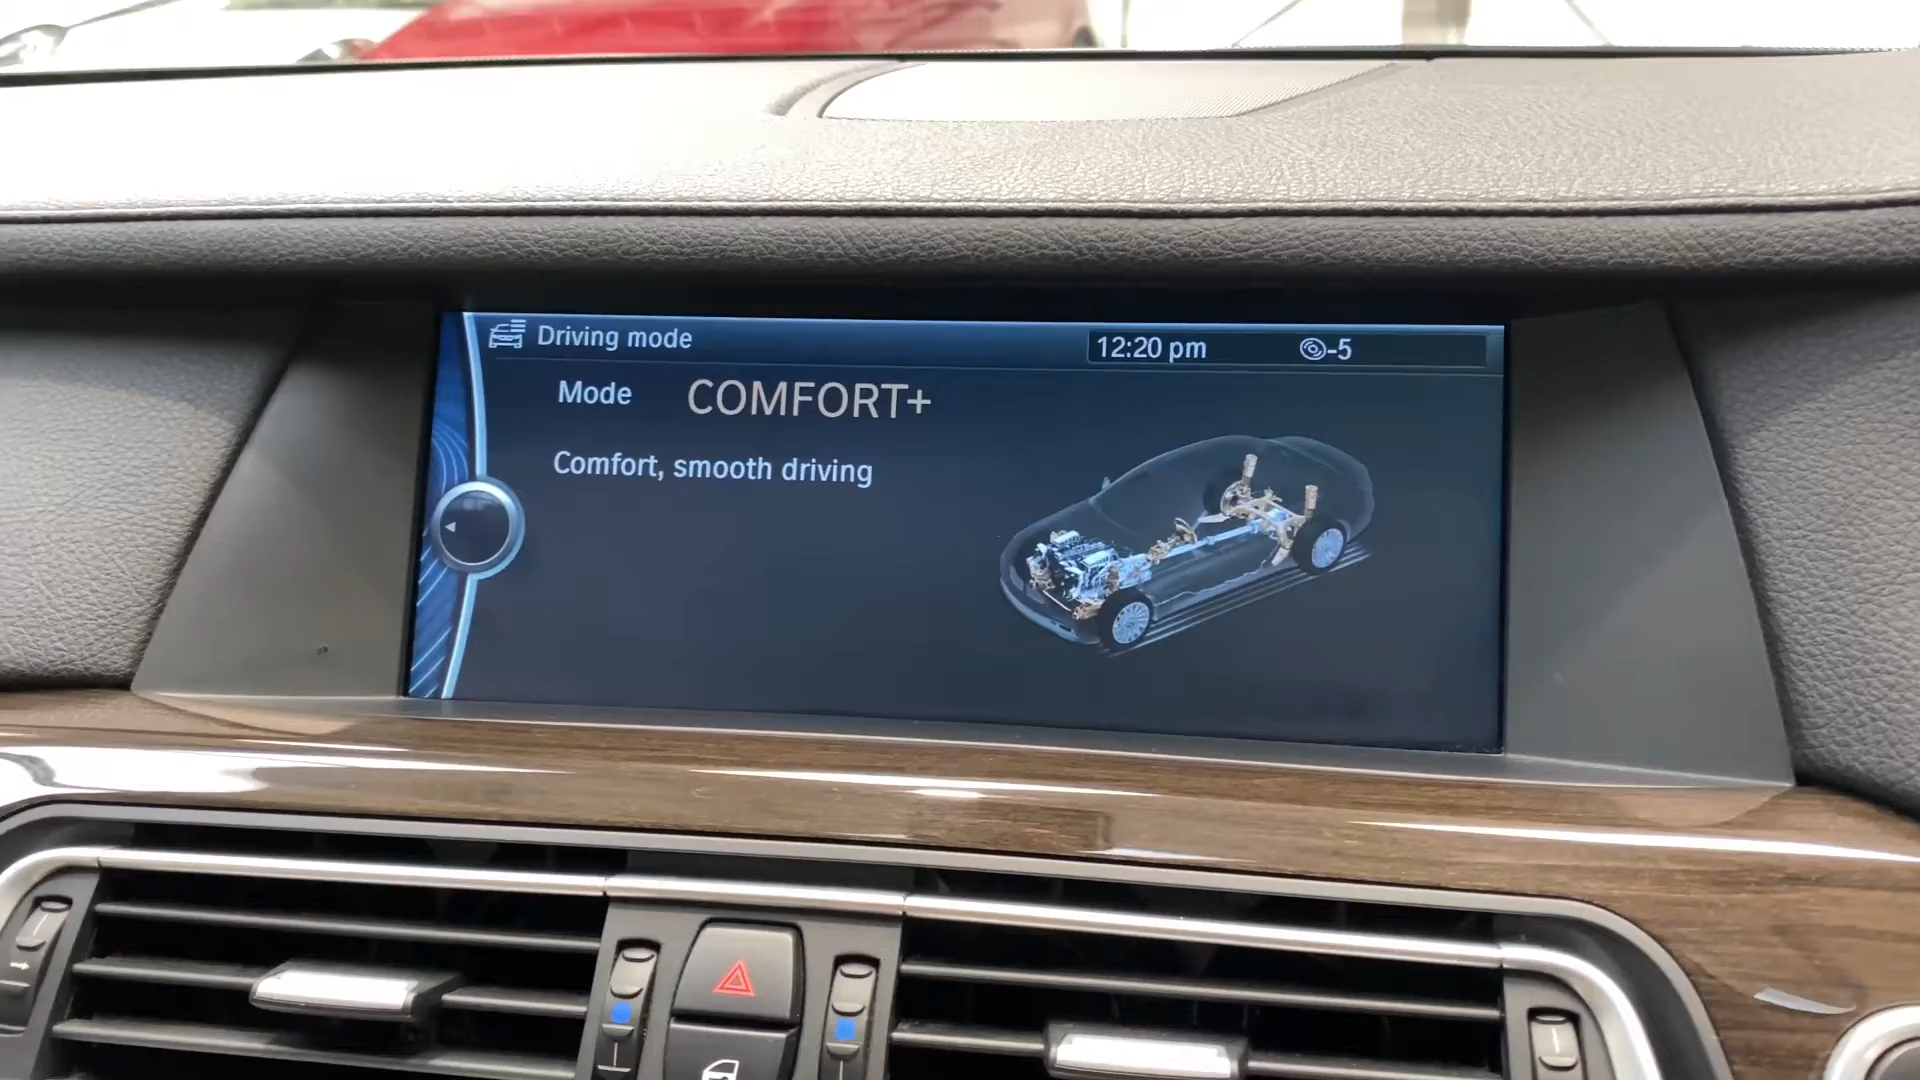 Driving mode
12:20 pm
-5
Mode COMFORT+
Comfort, smooth driving